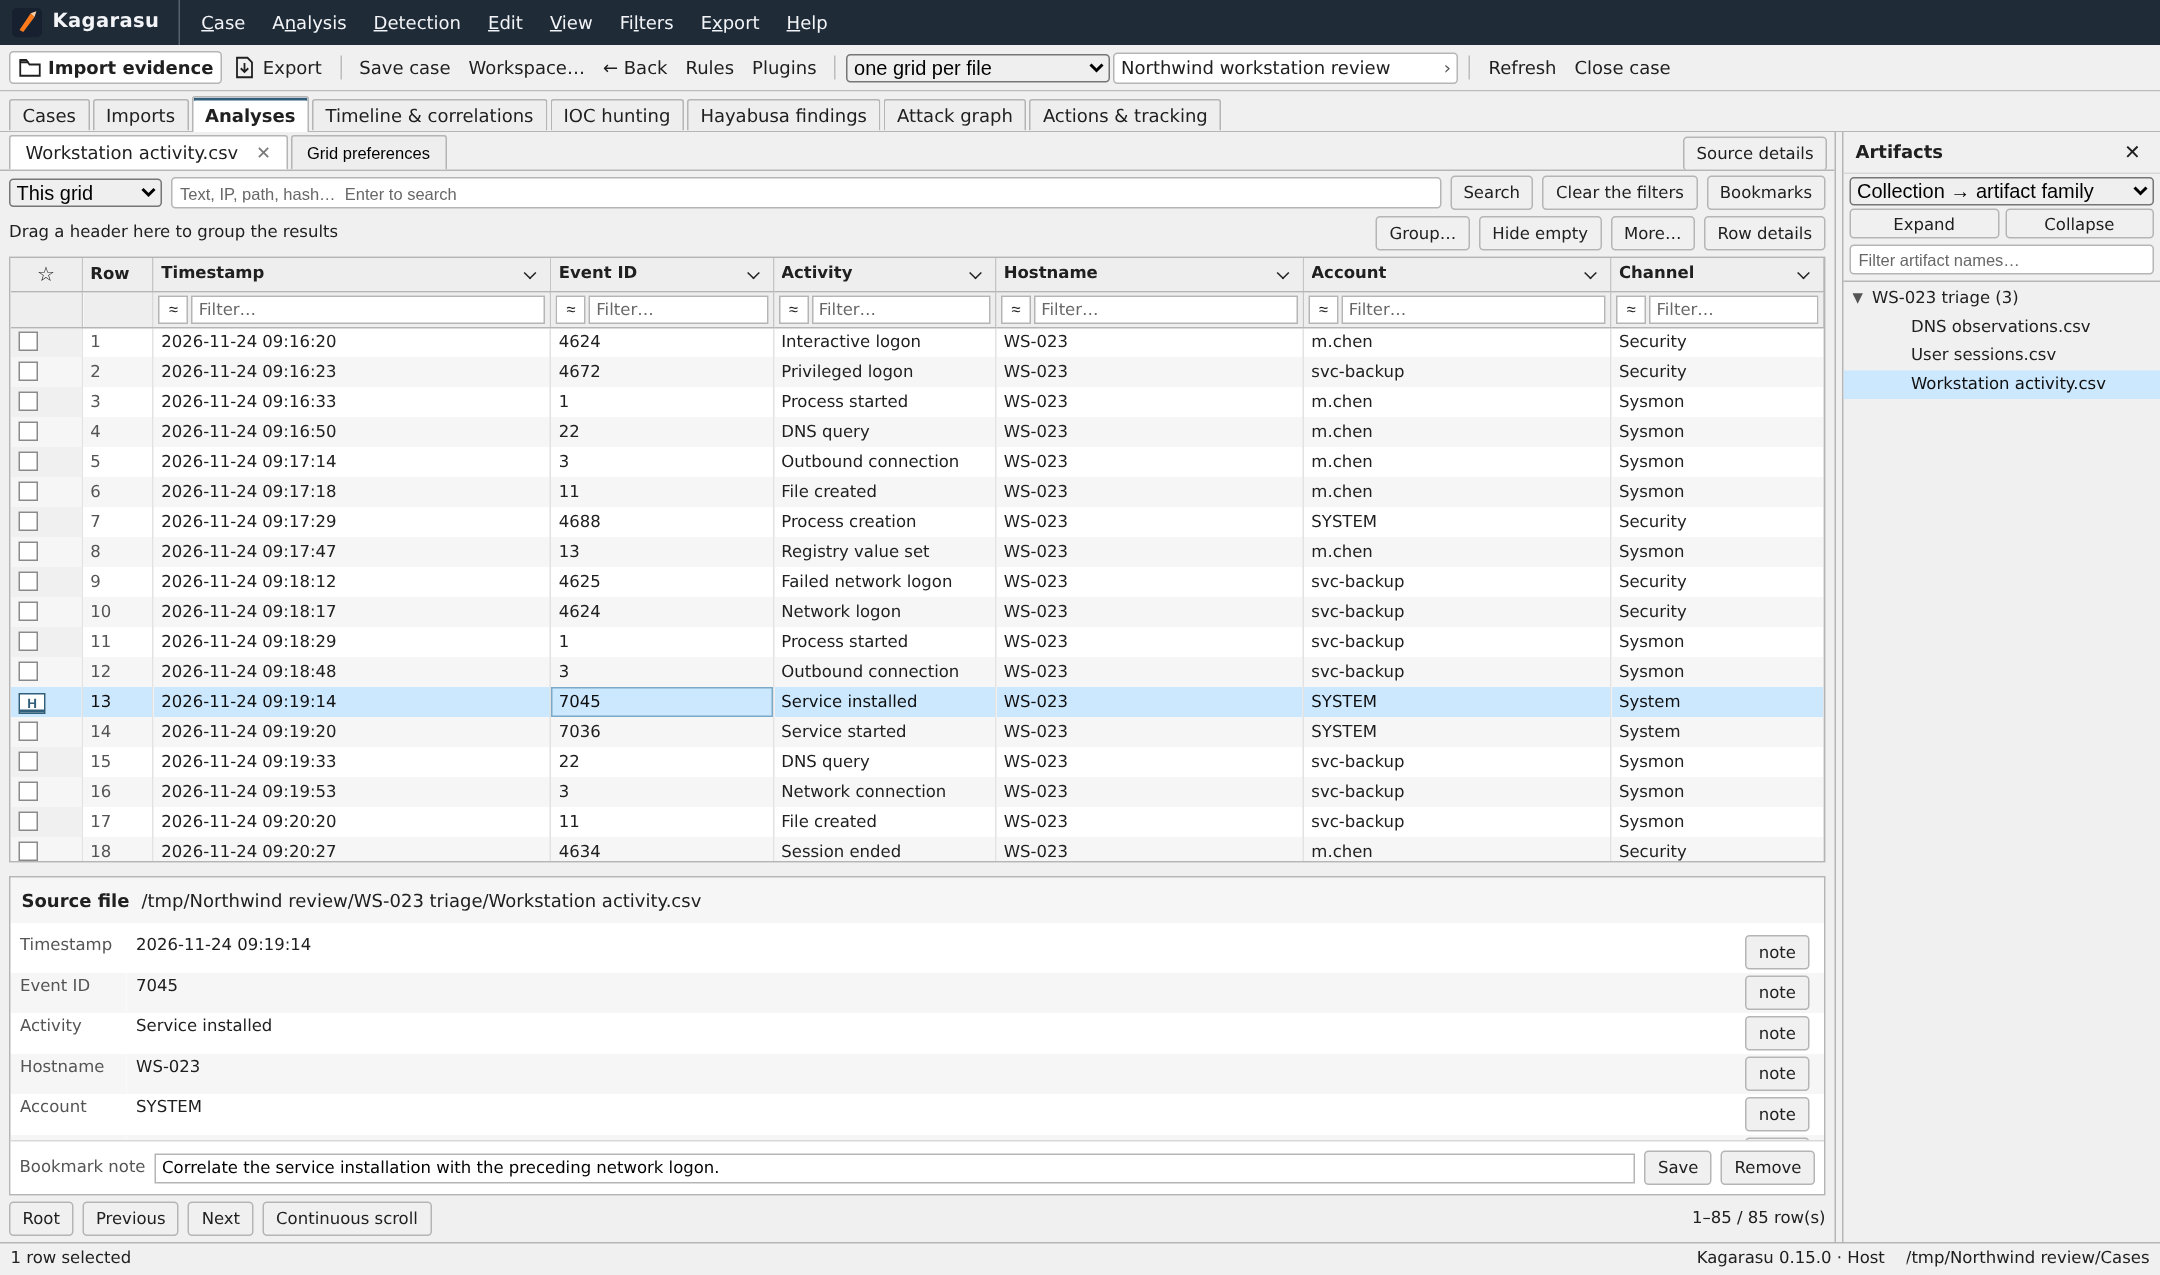 Kagarasu Case Analysis Detection Edit View Filters Export Help
Import evidence Export Save case Workspace... ← Back Rules Plugins one grid per file Northwind workstation review › Refresh Close case
Cases Imports Analyses Timeline & correlations IOC hunting Hayabusa findings Attack graph Actions & tracking
Workstation activity.csv ✕ Grid preferences Source details
This grid Text, IP, path, hash... Enter to search Search Clear the filters Bookmarks
Drag a header here to group the results Group... Hide empty More... Row details
☆ Row Timestamp Event ID Activity Hostname Account Channel
≈ Filter... ≈ Filter... ≈ Filter... ≈ Filter... ≈ Filter... ≈ Filter...
1 2026-11-24 09:16:20 4624 Interactive logon WS-023 m.chen Security
2 2026-11-24 09:16:23 4672 Privileged logon WS-023 svc-backup Security
3 2026-11-24 09:16:33 1 Process started WS-023 m.chen Sysmon
4 2026-11-24 09:16:50 22 DNS query WS-023 m.chen Sysmon
5 2026-11-24 09:17:14 3 Outbound connection WS-023 m.chen Sysmon
6 2026-11-24 09:17:18 11 File created WS-023 m.chen Sysmon
7 2026-11-24 09:17:29 4688 Process creation WS-023 SYSTEM Security
8 2026-11-24 09:17:47 13 Registry value set WS-023 m.chen Sysmon
9 2026-11-24 09:18:12 4625 Failed network logon WS-023 svc-backup Security
10 2026-11-24 09:18:17 4624 Network logon WS-023 svc-backup Security
11 2026-11-24 09:18:29 1 Process started WS-023 svc-backup Sysmon
12 2026-11-24 09:18:48 3 Outbound connection WS-023 svc-backup Sysmon
H 13 2026-11-24 09:19:14 7045 Service installed WS-023 SYSTEM System
14 2026-11-24 09:19:20 7036 Service started WS-023 SYSTEM System
15 2026-11-24 09:19:33 22 DNS query WS-023 svc-backup Sysmon
16 2026-11-24 09:19:53 3 Network connection WS-023 svc-backup Sysmon
17 2026-11-24 09:20:20 11 File created WS-023 svc-backup Sysmon
18 2026-11-24 09:20:27 4634 Session ended WS-023 m.chen Security
Source file /tmp/Northwind review/WS-023 triage/Workstation activity.csv
Timestamp 2026-11-24 09:19:14 note
Event ID 7045 note
Activity Service installed note
Hostname WS-023 note
Account SYSTEM note
Bookmark note Correlate the service installation with the preceding network logon. Save Remove
Root Previous Next Continuous scroll 1–85 / 85 row(s)
Artifacts ✕
Collection → artifact family
Expand Collapse
Filter artifact names...
▼ WS-023 triage (3)
DNS observations.csv
User sessions.csv
Workstation activity.csv
1 row selected Kagarasu 0.15.0 · Host /tmp/Northwind review/Cases